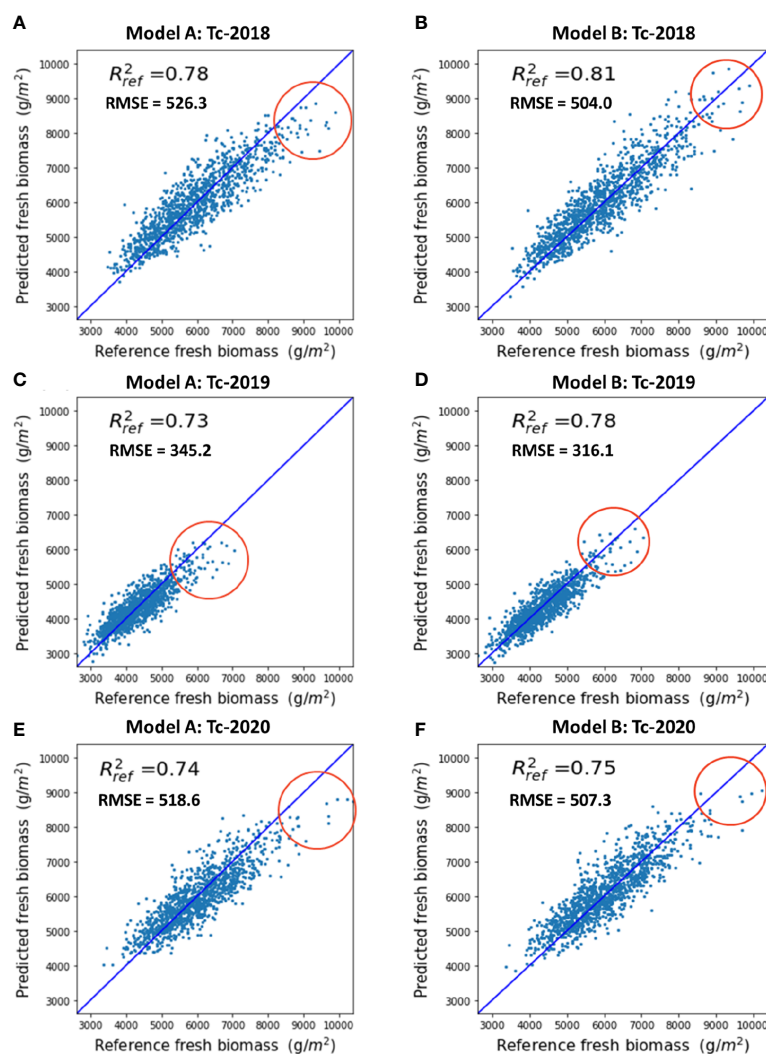 A
Model A: Tc-2018
R²ref =0.78
RMSE = 526.3
10000
9000
8000
7000
6000
5000
4000
3000
Predicted fresh biomass (g/m²)
3000 4000 5000 6000 7000 8000 9000 10000
Reference fresh biomass (g/m²)
B
Model B: Tc-2018
R²ref =0.81
RMSE = 504.0
10000
9000
8000
7000
6000
5000
4000
3000
Predicted fresh biomass (g/m²)
3000 4000 5000 6000 7000 8000 9000 10000
Reference fresh biomass (g/m²)
C
Model A: Tc-2019
R²ref =0.73
RMSE = 345.2
10000
9000
8000
7000
6000
5000
4000
3000
Predicted fresh biomass (g/m²)
3000 4000 5000 6000 7000 8000 9000 10000
Reference fresh biomass (g/m²)
D
Model B: Tc-2019
R²ref =0.78
RMSE = 316.1
10000
9000
8000
7000
6000
5000
4000
3000
Predicted fresh biomass (g/m²)
3000 4000 5000 6000 7000 8000 9000 10000
Reference fresh biomass (g/m²)
E
Model A: Tc-2020
R²ref =0.74
RMSE = 518.6
10000
9000
8000
7000
6000
5000
4000
3000
Predicted fresh biomass (g/m²)
3000 4000 5000 6000 7000 8000 9000 10000
Reference fresh biomass (g/m²)
F
Model B: Tc-2020
R²ref =0.75
RMSE = 507.3
10000
9000
8000
7000
6000
5000
4000
3000
Predicted fresh biomass (g/m²)
3000 4000 5000 6000 7000 8000 9000 10000
Reference fresh biomass (g/m²)